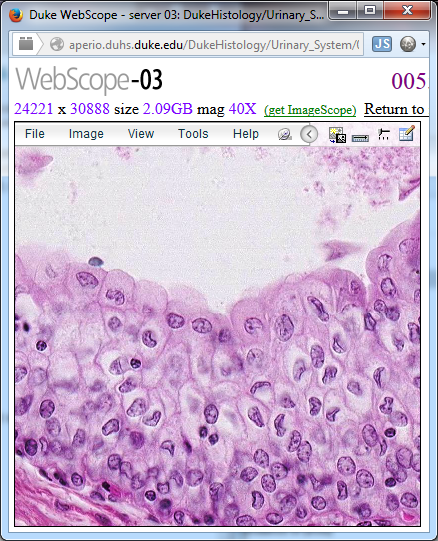 Duke WebScope - server 03: DukeHistology/Urinary_S...
aperio.duhs.duke.edu/DukeHistology/Urinary_System/
JS
WebScope-03
005
24221 x 30888 size 2.09GB mag 40X (get ImageScope) Return to
File Image View Tools Help